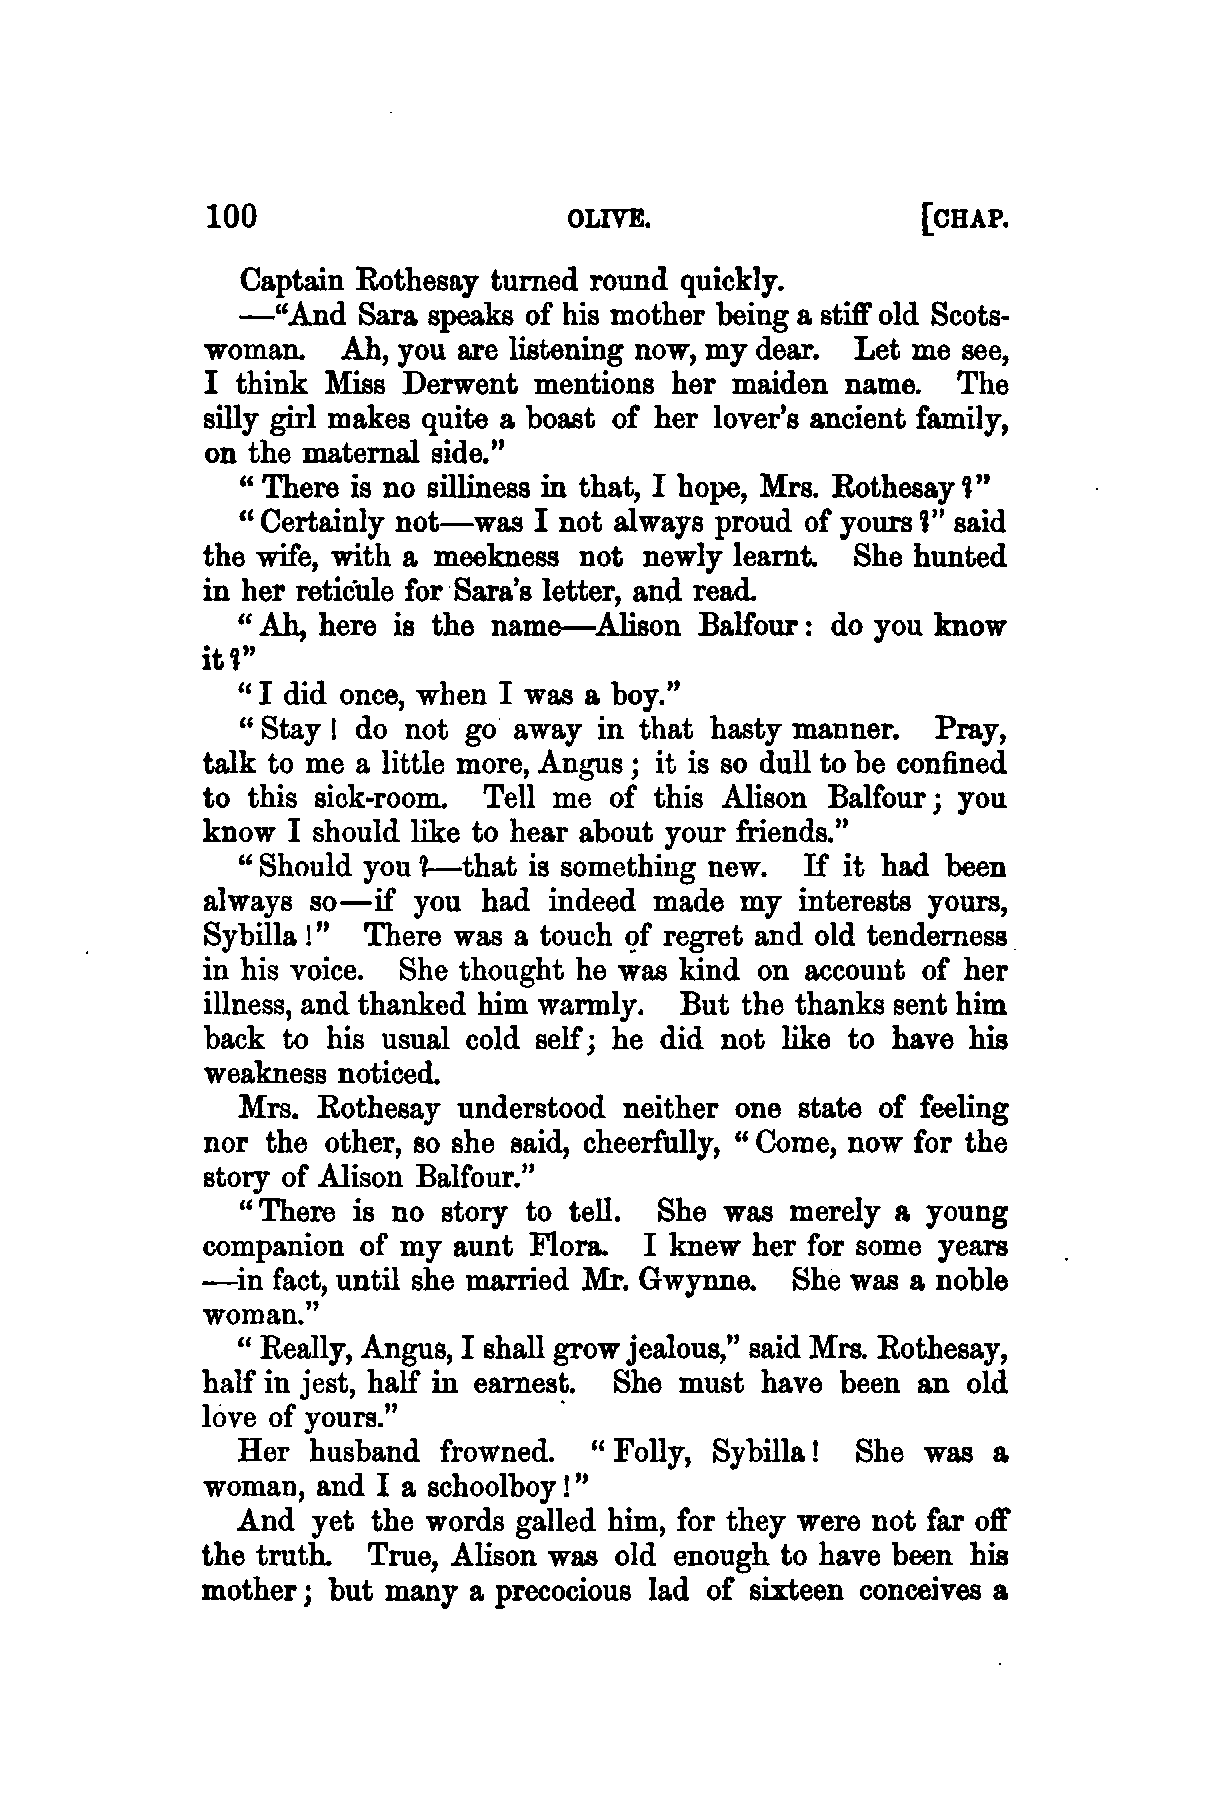 100 OLIVE. [CHAP.
Captain Rothesay turned round quickly.
—“And Sara speaks of his mother being a stiff old Scots-
woman. Ah, you are listening now, my dear. Let me see,
I think Miss Derwent mentions her maiden name. The
silly girl makes quite a boast of her lover’s ancient family,
on the maternal side.”
“There is no silliness in that, I hope, Mrs. Rothesay?”
“Certainly not—was I not always proud of yours?” said
the wife, with a meekness not newly learnt. She hunted
in her reticule for Sara’s letter, and read.
“Ah, here is the name—Alison Balfour: do you know
it?”
“I did once, when I was a boy.”
“Stay! do not go away in that hasty manner. Pray,
talk to me a little more, Angus; it is so dull to be confined
to this sick-room. Tell me of this Alison Balfour; you
know I should like to hear about your friends.”
“Should you?—that is something new. If it had been
always so—if you had indeed made my interests yours,
Sybilla!” There was a touch of regret and old tenderness
in his voice. She thought he was kind on account of her
illness, and thanked him warmly. But the thanks sent him
back to his usual cold self; he did not like to have his
weakness noticed.
Mrs. Rothesay understood neither one state of feeling
nor the other, so she said, cheerfully, “Come, now for the
story of Alison Balfour.”
“There is no story to tell. She was merely a young
companion of my aunt Flora. I knew her for some years
—in fact, until she married Mr. Gwynne. She was a noble
woman.”
“Really, Angus, I shall grow jealous,” said Mrs. Rothesay,
half in jest, half in earnest. She must have been an old
love of yours.”
Her husband frowned. “Folly, Sybilla! She was a
woman, and I a schoolboy!”
And yet the words galled him, for they were not far off
the truth. True, Alison was old enough to have been his
mother; but many a precocious lad of sixteen conceives a